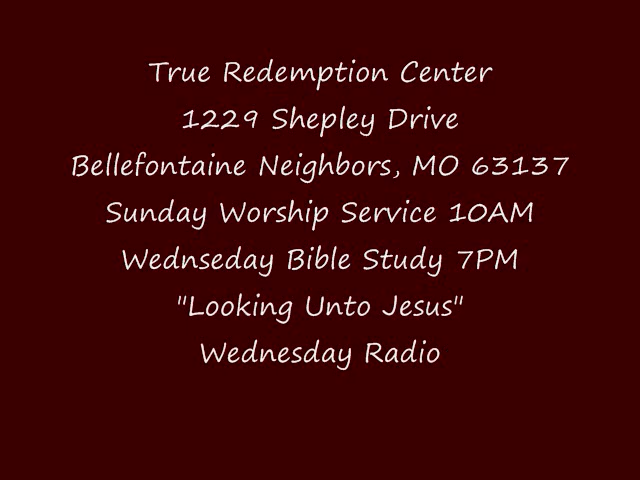 True Redemption Center
1229 Shepley Drive
Bellefontaine Neighbors, MO 63137
Sunday Worship Service 10AM
Wednseday Bible Study 7PM
"Looking Unto Jesus"
Wednesday Radio